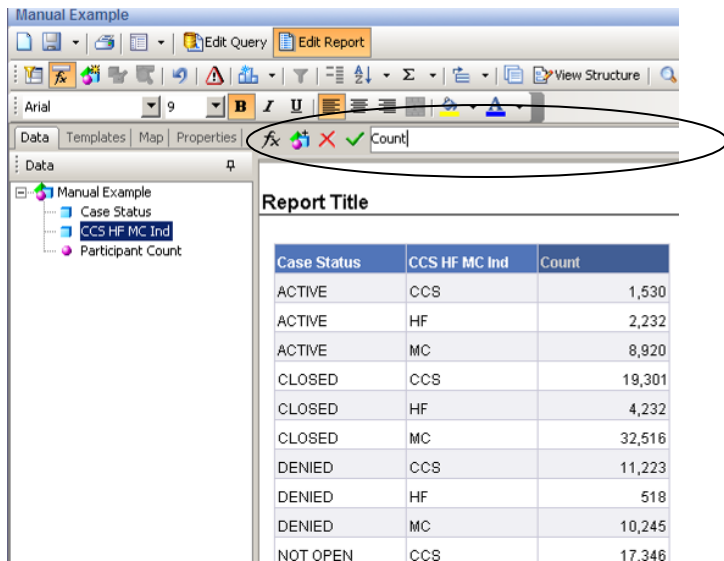 Manual Example
Edit Query Edit Report
View Structure
Arial 9 B I U A
Data Templates Map Properties fx Count
Data
Manual Example
Case Status
CCS HF MC Ind
Participant Count
Report Title
Case Status CCS HF MC Ind Count
ACTIVE CCS 1,530
ACTIVE HF 2,232
ACTIVE MC 8,920
CLOSED CCS 19,301
CLOSED HF 4,232
CLOSED MC 32,516
DENIED CCS 11,223
DENIED HF 518
DENIED MC 10,245
NOT OPEN CCS 17,346